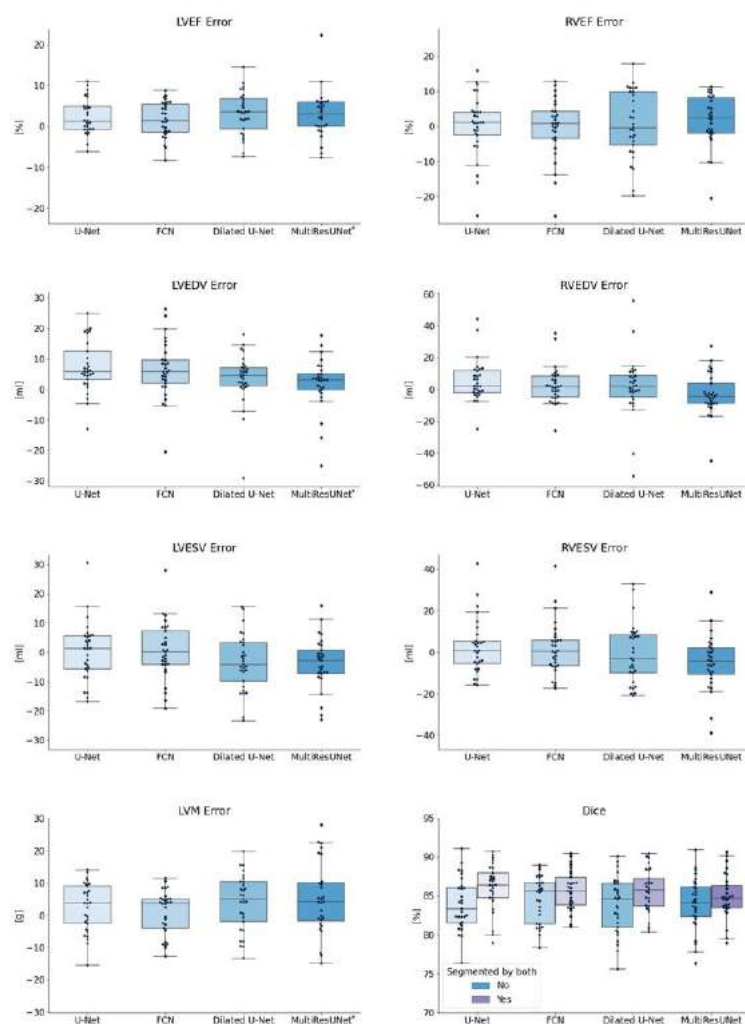 LVEF Error
20
10
0
−10
−20
[%]
U-Net FCN Dilated U-Net MultiResUNet*
RVEF Error
20
10
0
−10
−20
[%]
U-Net FCN Dilated U-Net MultiResUNet
LVEDV Error
30
20
10
0
−10
−20
−30
[ml]
U-Net FCN Dilated U-Net MultiResUNet*
RVEDV Error
60
40
20
0
−20
−40
−60
[ml]
U-Net FCN Dilated U-Net MultiResUNet
LVESV Error
30
20
10
0
−10
−20
−30
[ml]
U-Net FCN Dilated U-Net MultiResUNet
RVESV Error
40
20
0
−20
−40
[ml]
U-Net FCN Dilated U-Net MultiResUNet
LVM Error
30
20
10
0
−10
−20
−30
[g]
U-Net FCN Dilated U-Net MultiResUNet*
Dice
95
90
85
80
75
70
[%]
Segmented by both
No
Yes
U-Net FCN Dilated U-Net MultiResUNet